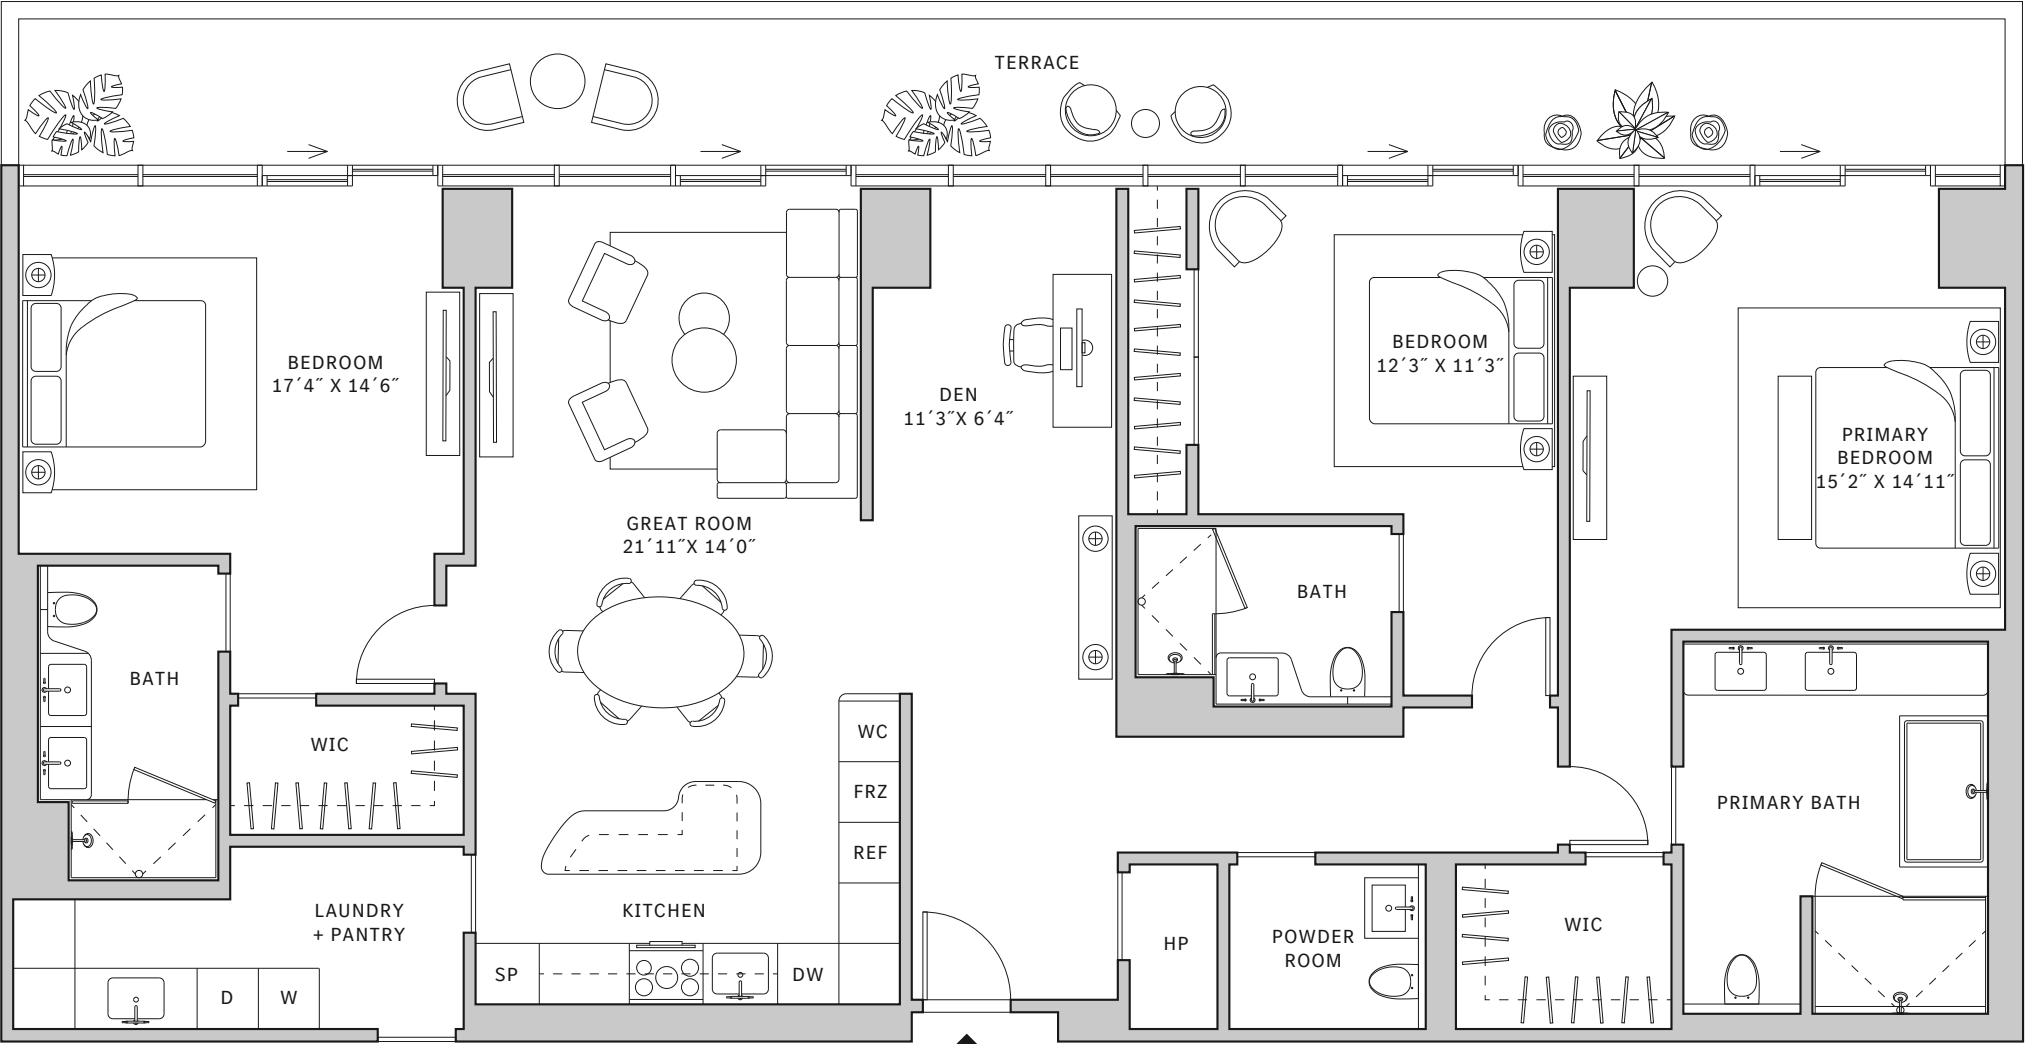 TERRACE
BEDROOM
17´4˝ X 14´6˝
GREAT ROOM
21´11˝X 14´0˝
DEN
11´3˝X 6´4˝
BEDROOM
12´3˝ X 11´3˝
PRIMARY
BEDROOM
15´2˝ X 14´11˝
BATH
BATH
WIC
WC
FRZ
REF
PRIMARY BATH
LAUNDRY
+ PANTRY
KITCHEN
SP
DW
D
W
HP
POWDER
ROOM
WIC